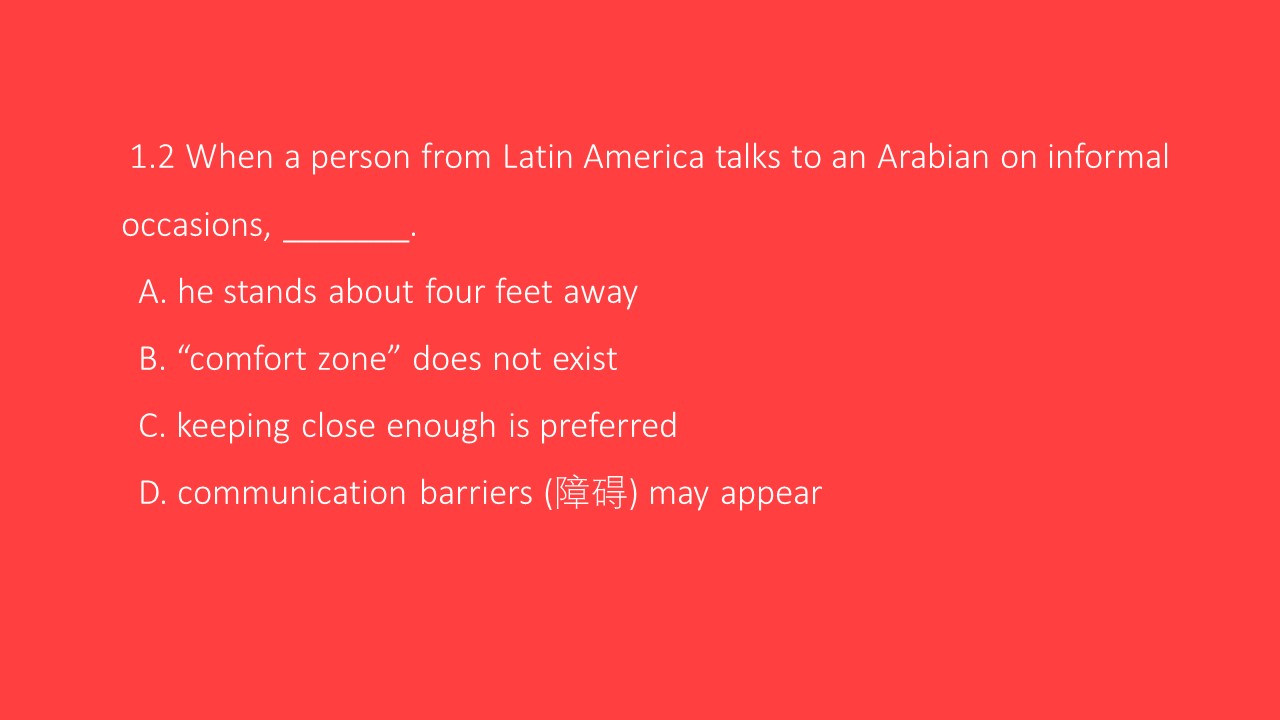 1.2 When a person from Latin America talks to an Arabian on informal
occasions, _______.
A. he stands about four feet away
B. “comfort zone” does not exist
C. keeping close enough is preferred
D. communication barriers (障碍) may appear